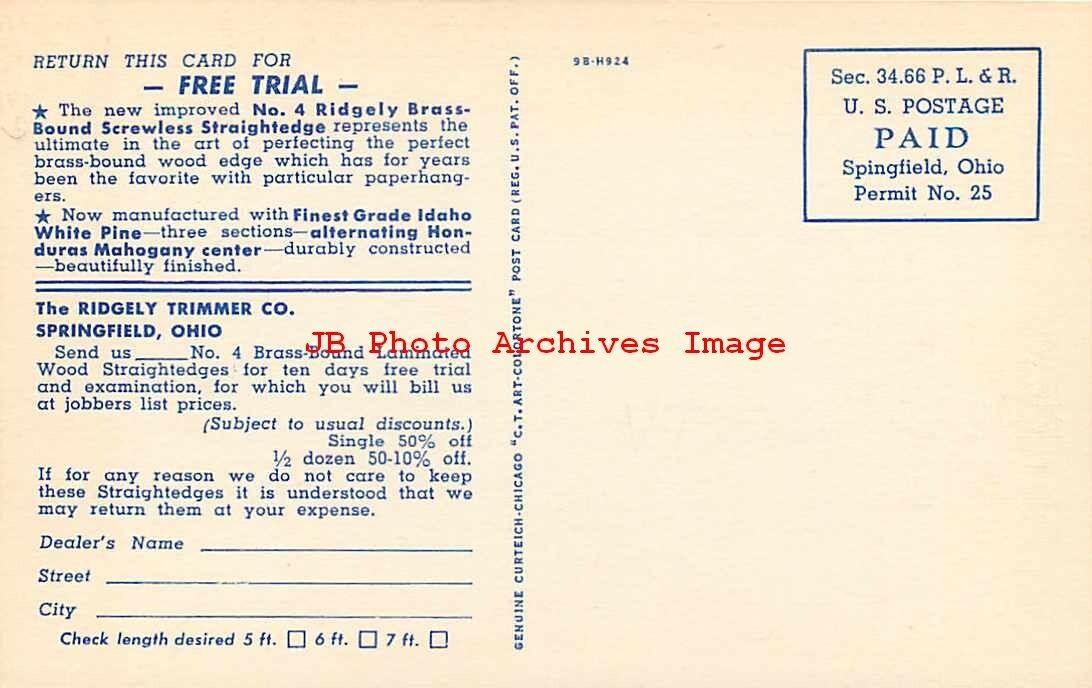 RETURN THIS CARD FOR
— FREE TRIAL —
★ The new improved No. 4 Ridgely Brass-
Bound Screwless Straightedge represents the
ultimate in the art of perfecting the perfect
brass-bound wood edge which has for years
been the favorite with particular paperhang-
ers.
★ Now manufactured with Finest Grade Idaho
White Pine—three sections—alternating Hon-
duras Mahogany center—durably constructed
—beautifully finished.
The RIDGELY TRIMMER CO.
SPRINGFIELD, OHIO
Send us _____ No. 4 Brass-Bound Laminated
Wood Straightedges for ten days free trial
and examination, for which you will bill us
at jobbers list prices.
(Subject to usual discounts.)
Single 50% off
½ dozen 50-10% off.
If for any reason we do not care to keep
these Straightedges it is understood that we
may return them at your expense.
Dealer's Name
Street
City
Check length desired 5 ft. ☐ 6 ft. ☐ 7 ft. ☐
GENUINE CURTEICH-CHICAGO "C. T. ART-COLORTONE" POST CARD (REG. U. S. PAT. OFF.)
9B-H924
Sec. 34.66 P. L. & R.
U. S. POSTAGE
PAID
Spingfield, Ohio
Permit No. 25
JB Photo Archives Image